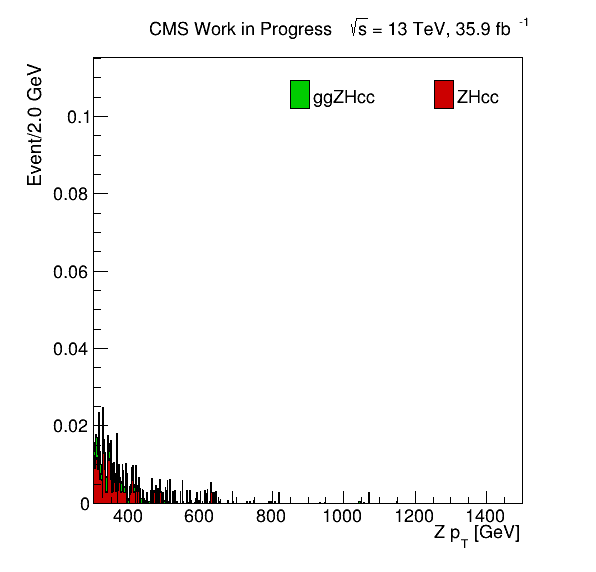 CMS Work in Progress √s = 13 TeV, 35.9 fb -1
Event/2.0 GeV
ggZHcc ZHcc
0.1
0.08
0.06
0.04
0.02
0
400 600 800 1000 1200 1400
Z pT [GeV]